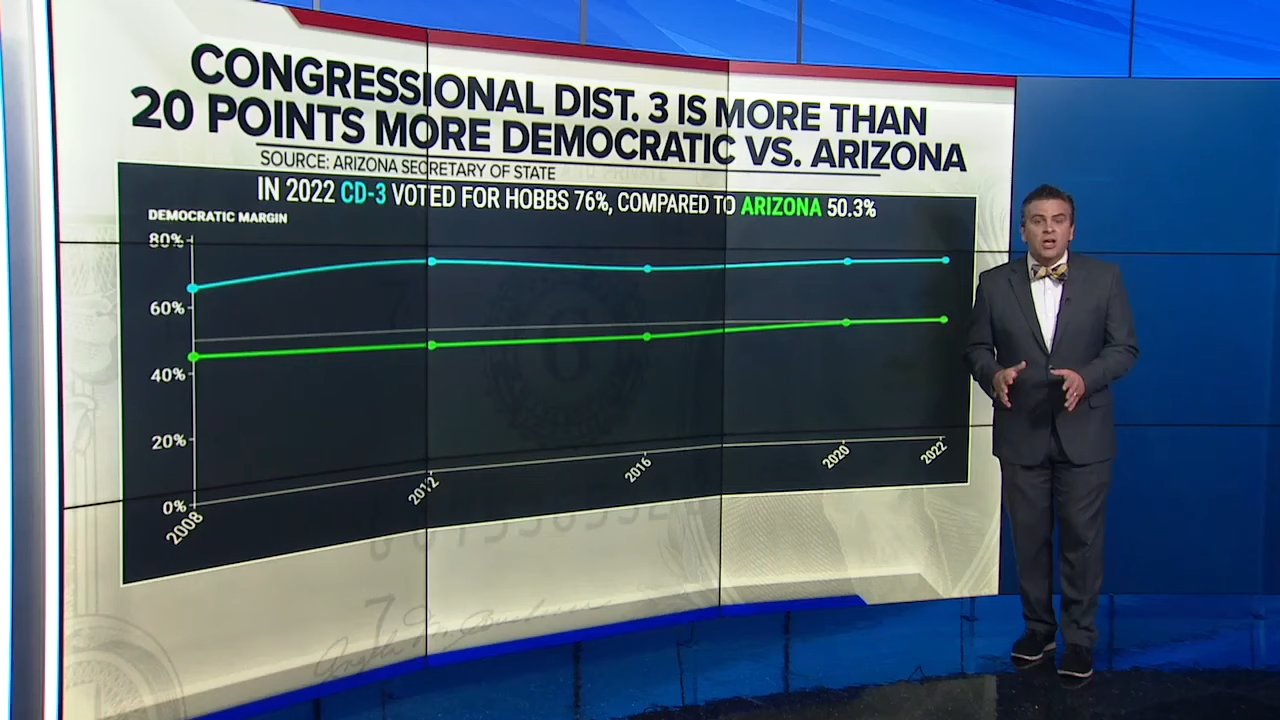 CONGRESSIONAL DIST. 3 IS MORE THAN
20 POINTS MORE DEMOCRATIC VS. ARIZONA
SOURCE: ARIZONA SECRETARY OF STATE
IN 2022 CD-3 VOTED FOR HOBBS 76%, COMPARED TO ARIZONA 50.3%
DEMOCRATIC MARGIN
80%
60%
40%
20%
0%
2008
2012
2016
2020
2022